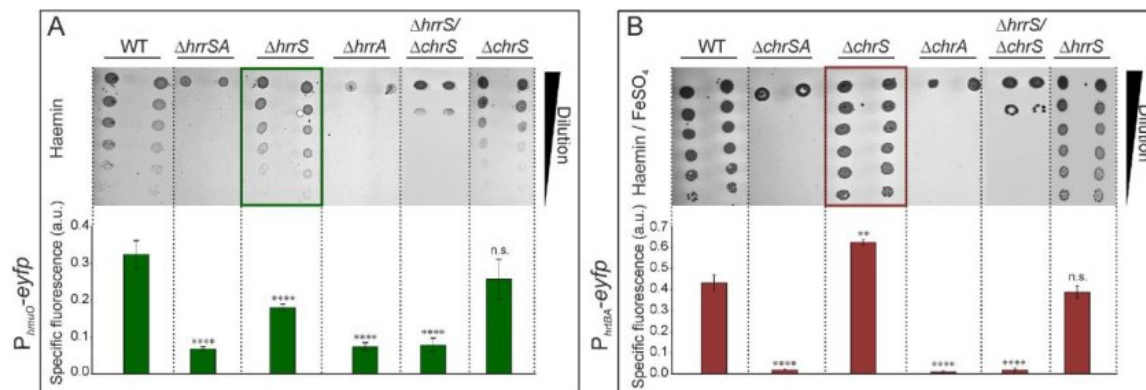 A
WT
ΔhrrSA
ΔhrrS
ΔhrrA
ΔhrrS/
ΔchrS
ΔchrS
Haemin
Dilution
P_hmuO-eyfp
Specific fluorescence (a.u.)
0.4
0.3
0.2
0.1
0.0
****
****
****
****
n.s.
B
WT
ΔchrSA
ΔchrS
ΔchrA
ΔhrrS/
ΔchrS
ΔhrrS
Haemin / FeSO₄
Dilution
P_hrtBA-eyfp
Specific fluorescence (a.u.)
0.7
0.6
0.5
0.4
0.3
0.2
0.1
0.0
****
**
****
****
n.s.